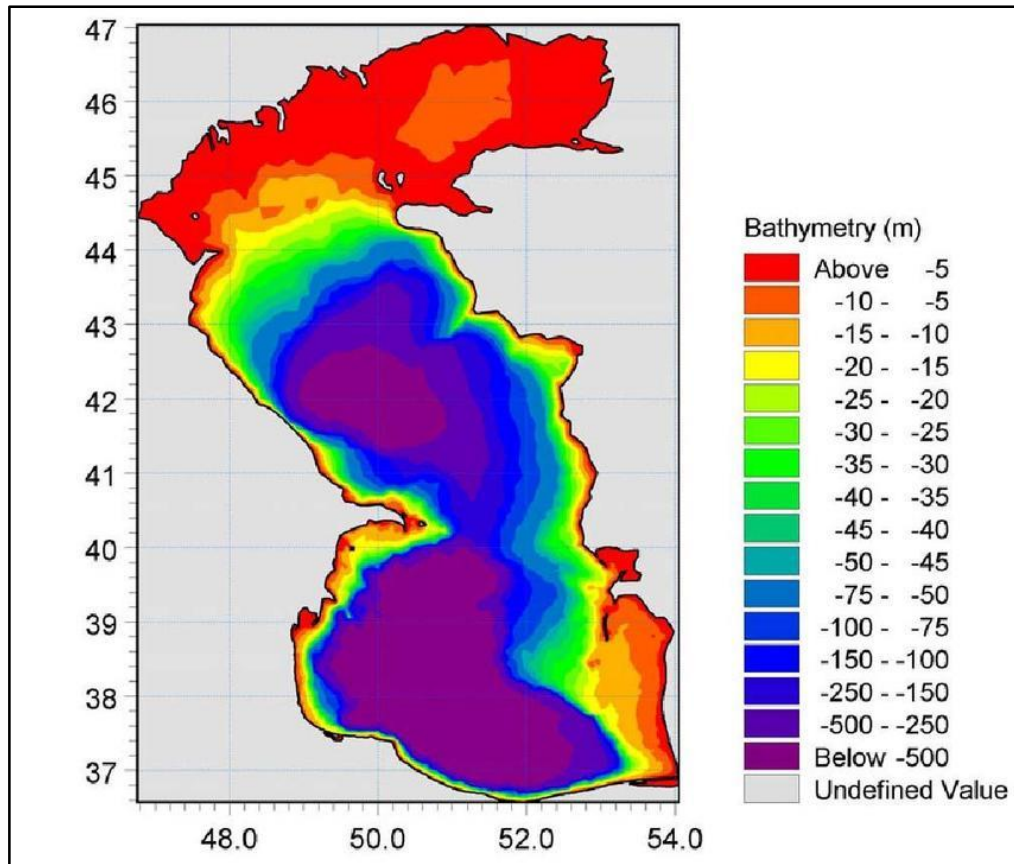 47
46
45
44
43
42
41
40
39
38
37
48.0 50.0 52.0 54.0
Bathymetry (m)
Above -5
-10 - -5
-15 - -10
-20 - -15
-25 - -20
-30 - -25
-35 - -30
-40 - -35
-45 - -40
-50 - -45
-75 - -50
-100 - -75
-150 - -100
-250 - -150
-500 - -250
Below -500
Undefined Value